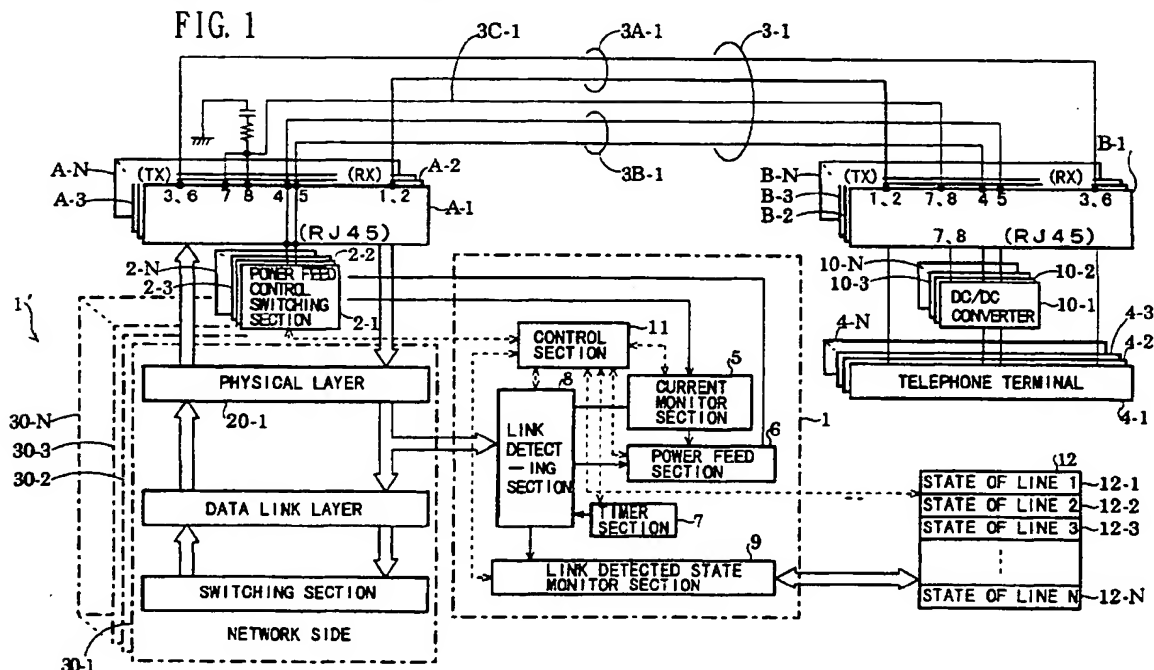 FIG. 1
3C-1
3A-1
3-1
3B-1
A-N
(TX)
(RX)
A-2
3, 6
7
8
4
5
1, 2
A-3
A-1
(RJ45)
B-1
B-N
(TX)
(RX)
B-3
1, 2
7, 8
4
5
3, 6
B-2
7, 8
(RJ45)
2-N
2-2
2-3
POWER FEED
CONTROL
SWITCHING
SECTION
2-1
10-N
10-2
10-3
DC/DC
CONVERTER
10-1
4-N
4-3
4-2
TELEPHONE TERMINAL
4-1
1'
11
CONTROL
SECTION
8
5
CURRENT
MONITOR
SECTION
1
PHYSICAL LAYER
20-1
30-N
30-3
30-2
LINK
DETECT
-ING
SECTION
6
POWER FEED
SECTION
DATA LINK LAYER
TIMER
SECTION
7
12
STATE OF LINE 1
12-1
STATE OF LINE 2
12-2
STATE OF LINE 3
12-3
STATE OF LINE N
12-N
9
LINK DETECTED STATE
MONITOR SECTION
SWITCHING SECTION
NETWORK SIDE
30-1